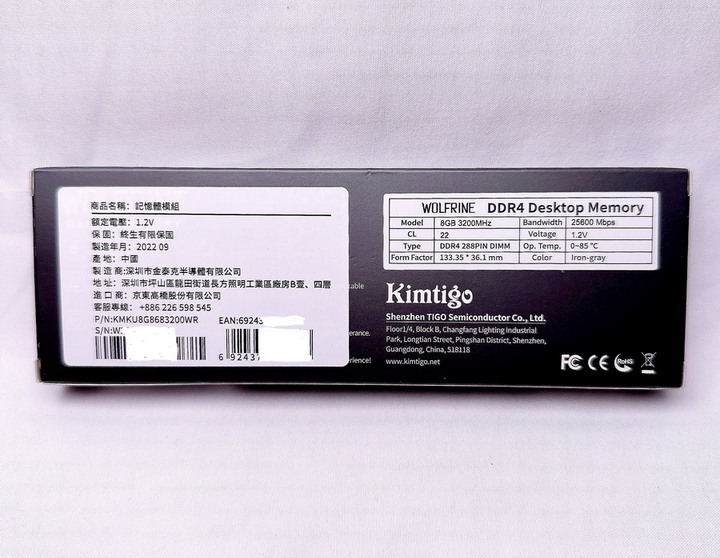 商品名稱：記憶體模組
額定電壓：1.2V
保 固：終生有限保固
製造年月：2022 09
產 地：中國
製 造 商:深圳市金泰克半導體有限公司
地 址：深圳市坪山區龍田街道長方照明工業區廠房B壹、四層
進 口 商：京東高橋股份有限公司
客服專線： +886 226 598 545
P/N:KMKU8G8683200WR
EAN:69243
S/N:W
6 92437
erance.
WOLFRINE DDR4 Desktop Memory
Model 8GB 3200MHz Bandwidth 25600 Mbps
CL 22 Voltage 1.2V
Type DDR4 288PIN DIMM Op. Temp. 0~85 °C
Form Factor 133.35 * 36.1 mm Color Iron-gray
Kimtigo
Shenzhen TIGO Semiconductor Co., Ltd.
Floor1/4, Block B, Changfang Lighting Industrial
Park, Longtian Street, Pingshan District, Shenzhen,
Guangdong, China, 518118
www.kimtigo.net
FC CE RoHS